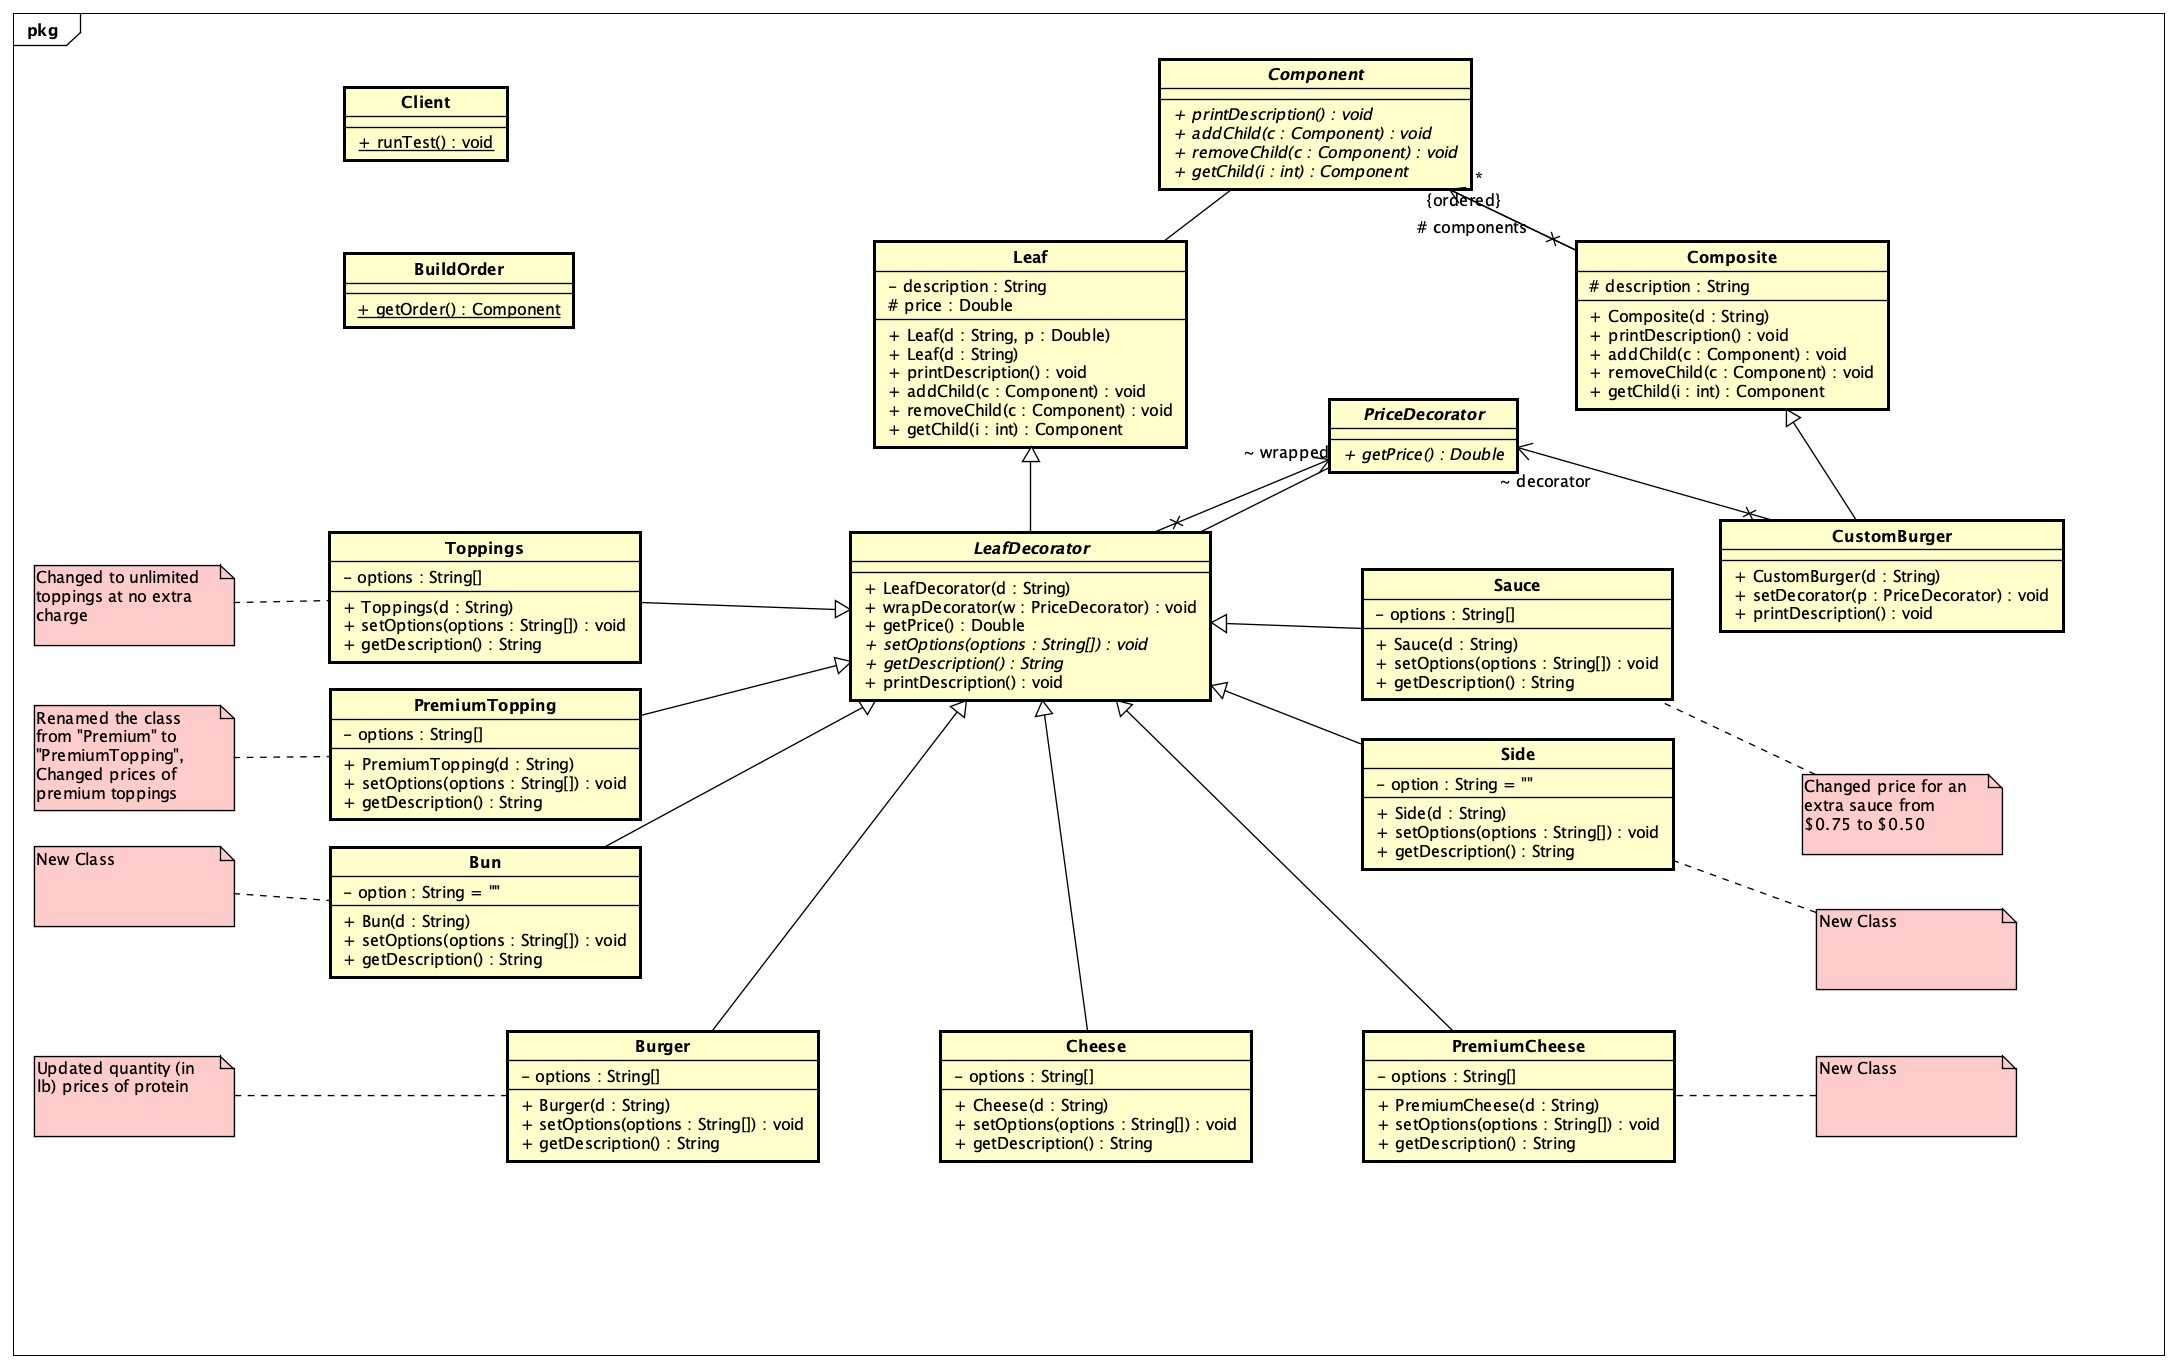 pkg
Client
+ runTest() : void
BuildOrder
+ getOrder() : Component
Component
+ printDescription() : void
+ addChild(c : Component) : void
+ removeChild(c : Component) : void
+ getChild(i : int) : Component
*
{ordered}
# components
Leaf
- description : String
# price : Double
+ Leaf(d : String, p : Double)
+ Leaf(d : String)
+ printDescription() : void
+ addChild(c : Component) : void
+ removeChild(c : Component) : void
+ getChild(i : int) : Component
Composite
# description : String
+ Composite(d : String)
+ printDescription() : void
+ addChild(c : Component) : void
+ removeChild(c : Component) : void
+ getChild(i : int) : Component
PriceDecorator
+ getPrice() : Double
~ wrapped
~ decorator
CustomBurger
+ CustomBurger(d : String)
+ setDecorator(p : PriceDecorator) : void
+ printDescription() : void
Changed to unlimited
toppings at no extra
charge
Toppings
- options : String[]
+ Toppings(d : String)
+ setOptions(options : String[]) : void
+ getDescription() : String
LeafDecorator
+ LeafDecorator(d : String)
+ wrapDecorator(w : PriceDecorator) : void
+ getPrice() : Double
+ setOptions(options : String[]) : void
+ getDescription() : String
+ printDescription() : void
Sauce
- options : String[]
+ Sauce(d : String)
+ setOptions(options : String[]) : void
+ getDescription() : String
Renamed the class
from "Premium" to
"PremiumTopping",
Changed prices of
premium toppings
PremiumTopping
- options : String[]
+ PremiumTopping(d : String)
+ setOptions(options : String[]) : void
+ getDescription() : String
Side
- option : String = ""
+ Side(d : String)
+ setOptions(options : String[]) : void
+ getDescription() : String
Changed price for an
extra sauce from
$0.75 to $0.50
New Class
Bun
- option : String = ""
+ Bun(d : String)
+ setOptions(options : String[]) : void
+ getDescription() : String
New Class
Updated quantity (in
lb) prices of protein
Burger
- options : String[]
+ Burger(d : String)
+ setOptions(options : String[]) : void
+ getDescription() : String
Cheese
- options : String[]
+ Cheese(d : String)
+ setOptions(options : String[]) : void
+ getDescription() : String
PremiumCheese
- options : String[]
+ PremiumCheese(d : String)
+ setOptions(options : String[]) : void
+ getDescription() : String
New Class